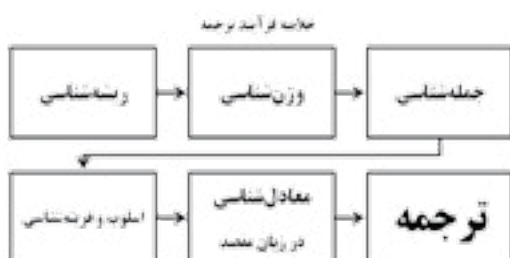 خلاصه فرآیند ترجمه
ریشه‌شناسی
وزن‌شناسی
جمله‌شناسی
اسلوب و قرینه‌شناسی
معادل‌شناسی
در زبان مقصد
ترجمه